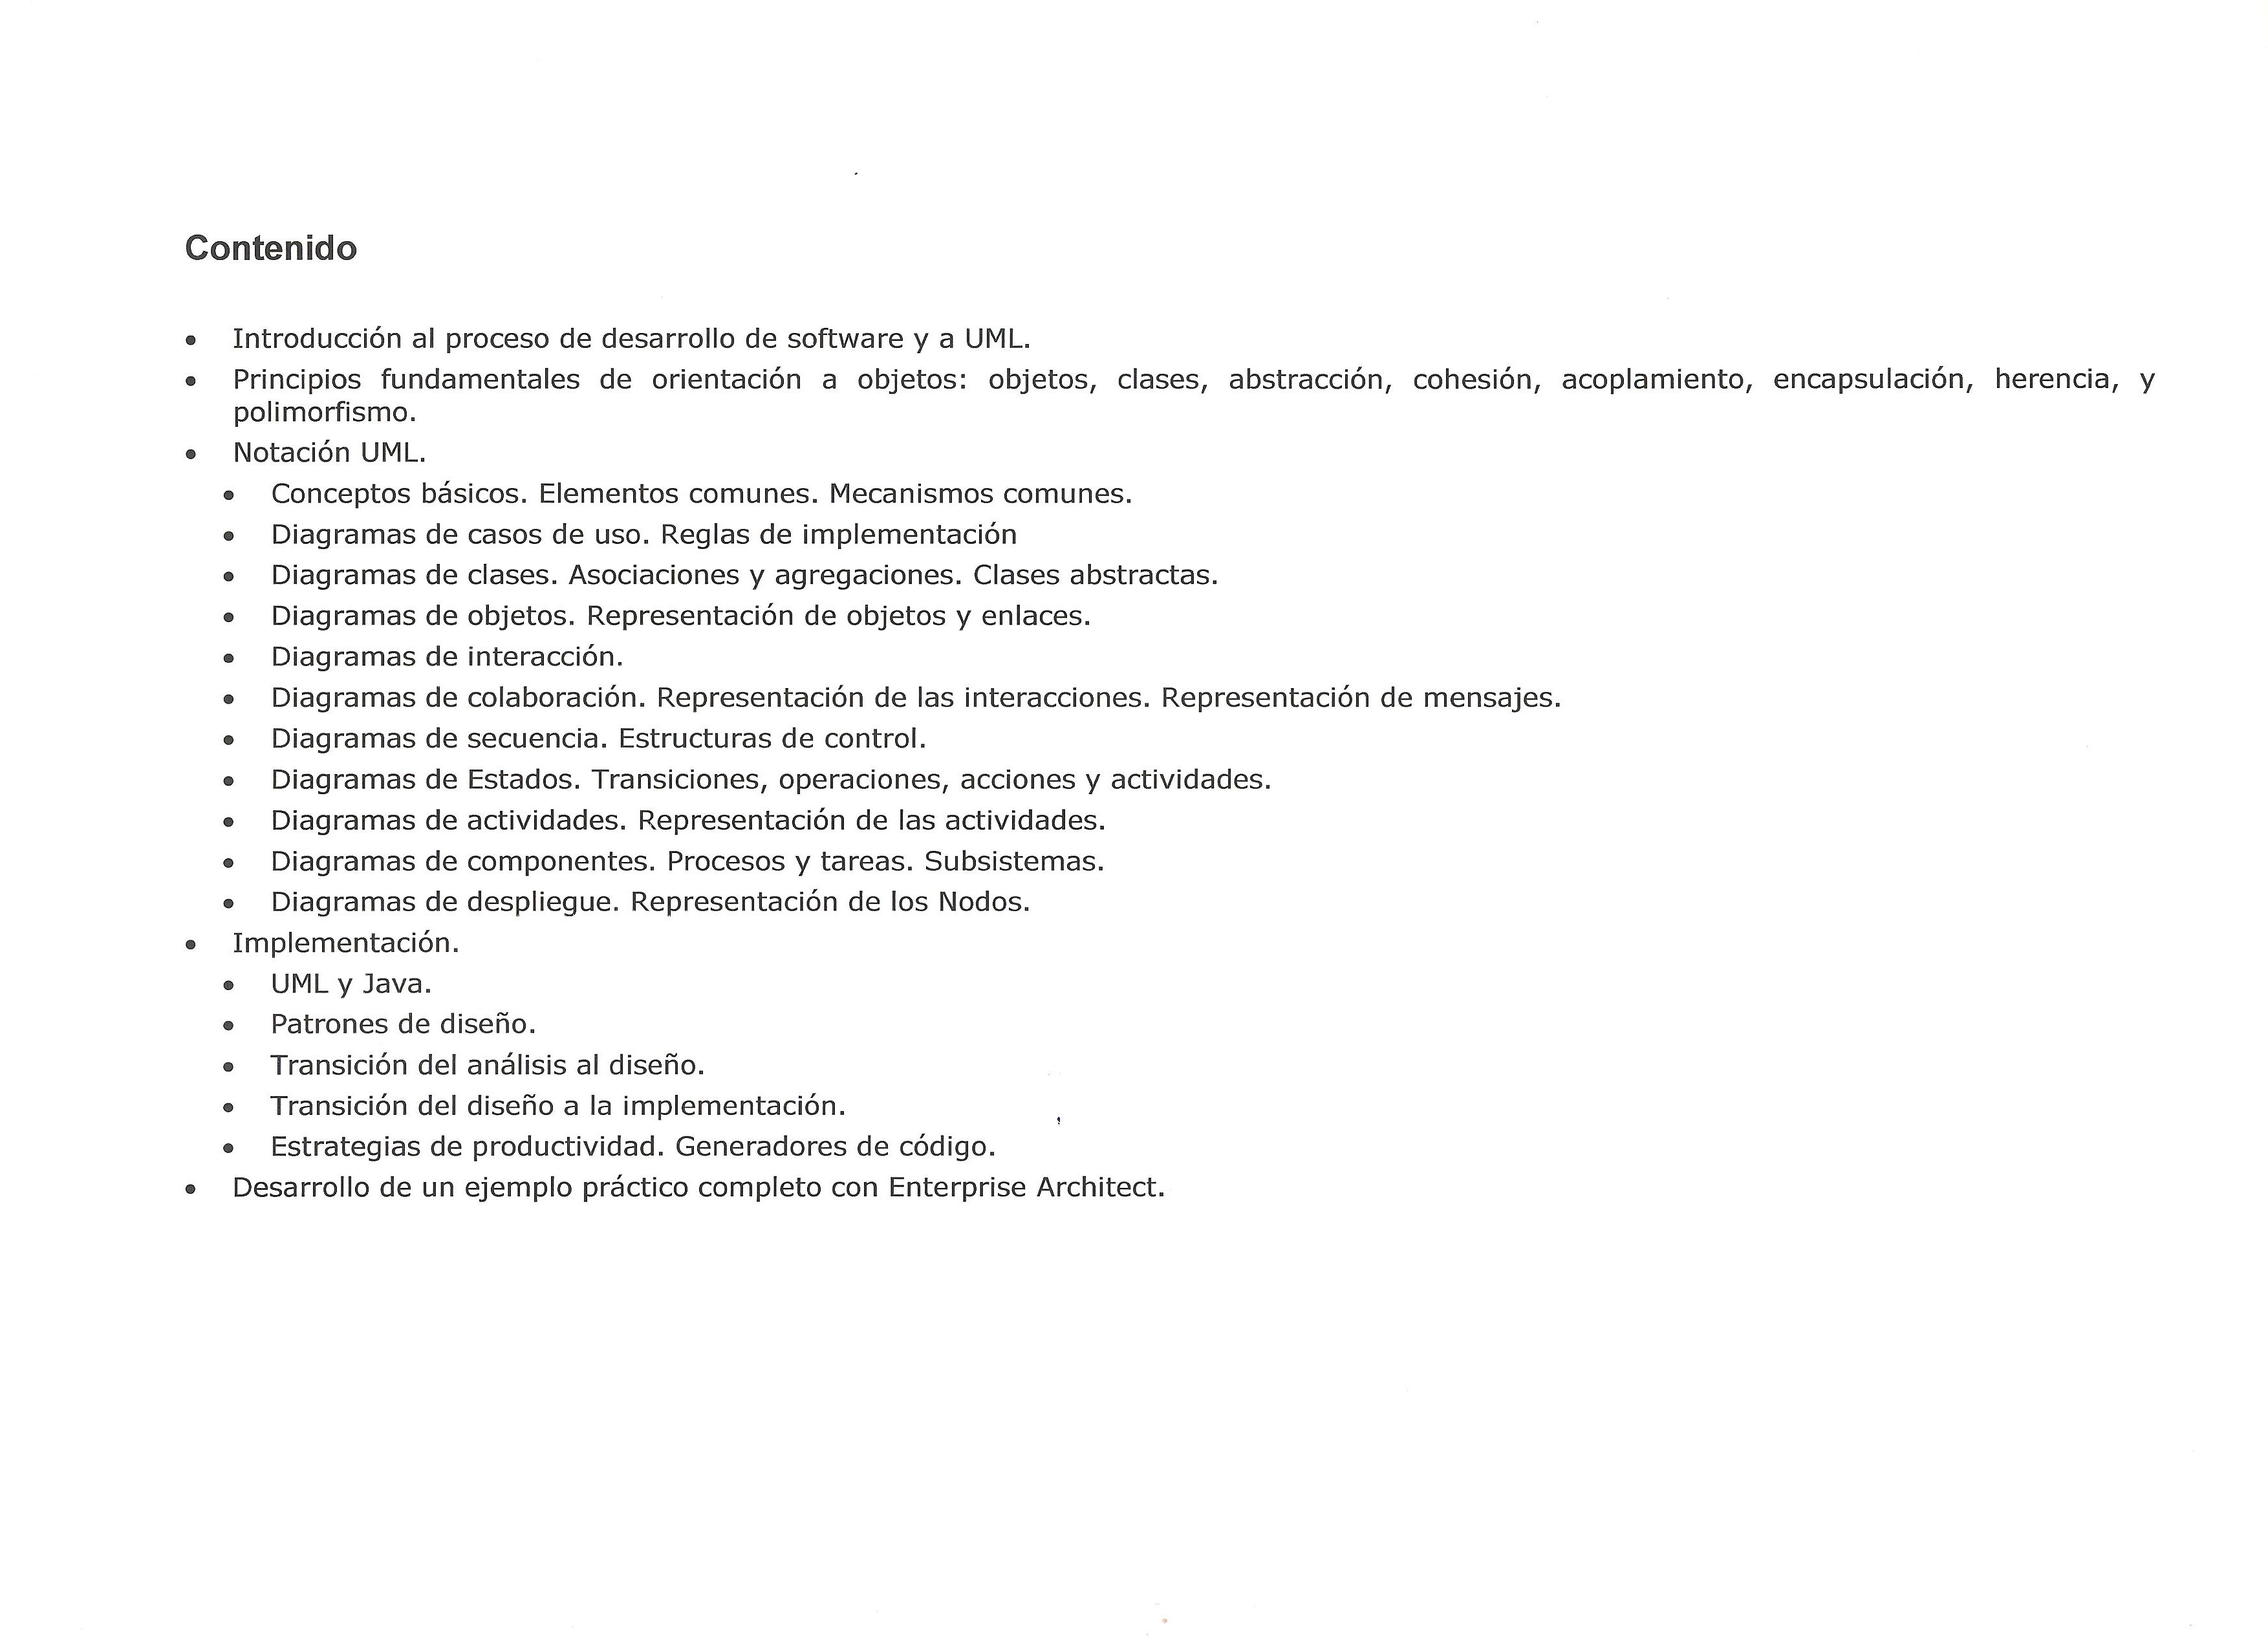 Contenido
• Introducción al proceso de desarrollo de software y a UML.
• Principios fundamentales de orientación a objetos: objetos, clases, abstracción, cohesión, acoplamiento, encapsulación, herencia, y
polimorfismo.
• Notación UML.
• Conceptos básicos. Elementos comunes. Mecanismos comunes.
• Diagramas de casos de uso. Reglas de implementación
• Diagramas de clases. Asociaciones y agregaciones. Clases abstractas.
• Diagramas de objetos. Representación de objetos y enlaces.
• Diagramas de interacción.
• Diagramas de colaboración. Representación de las interacciones. Representación de mensajes.
• Diagramas de secuencia. Estructuras de control.
• Diagramas de Estados. Transiciones, operaciones, acciones y actividades.
• Diagramas de actividades. Representación de las actividades.
• Diagramas de componentes. Procesos y tareas. Subsistemas.
• Diagramas de despliegue. Representación de los Nodos.
• Implementación.
• UML y Java.
• Patrones de diseño.
• Transición del análisis al diseño.
• Transición del diseño a la implementación.
• Estrategias de productividad. Generadores de código.
• Desarrollo de un ejemplo práctico completo con Enterprise Architect.